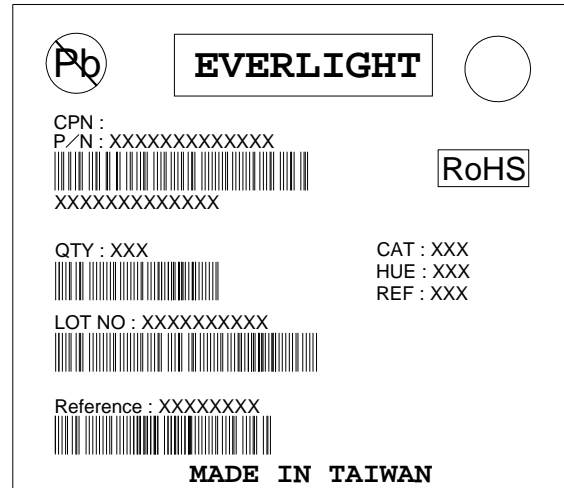 Pb
EVERLIGHT
CPN :
P/N : XXXXXXXXXXXXX
RoHS
XXXXXXXXXXXXX
QTY : XXX
CAT : XXX
HUE : XXX
REF : XXX
LOT NO : XXXXXXXXXX
Reference : XXXXXXXX
MADE IN TAIWAN